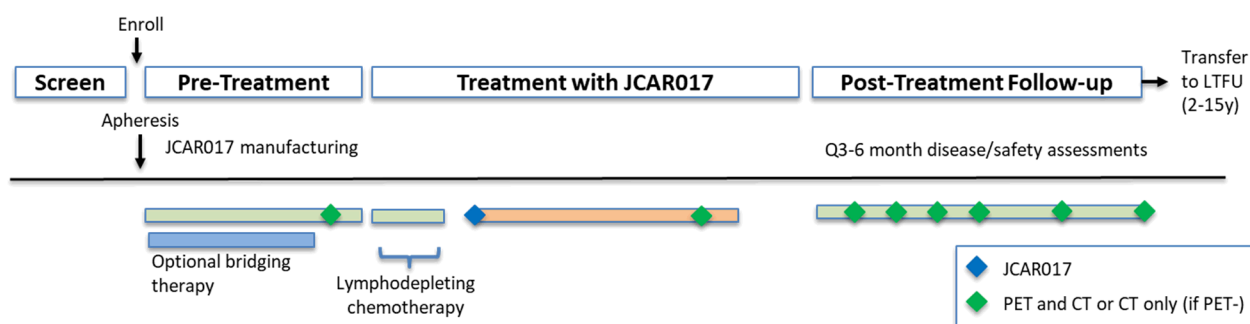 Enroll
Screen
Pre-Treatment
Treatment with JCAR017
Post-Treatment Follow-up
Transfer
to LTFU
(2-15y)
Apheresis
JCAR017 manufacturing
Q3-6 month disease/safety assessments
Optional bridging
therapy
Lymphodepleting
chemotherapy
JCAR017
PET and CT or CT only (if PET-)